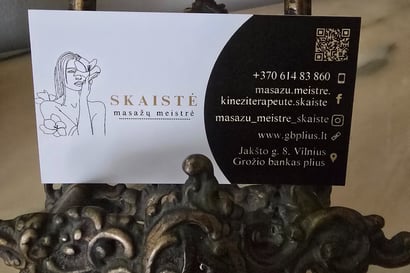 SKAISTĖ
masažų meistrė
+370 614 83 860
masazu.meistre.
kineziterapeute.skaiste
masazu_meistre_skaiste
www.gbplius.lt
Jakšto g. 8, Vilnius
Grožio bankas plius